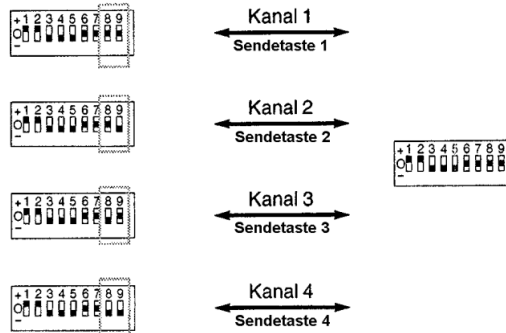 + 1 2 3 4 5 6 7 8 9
O
−
Kanal 1
Sendetaste 1
+ 1 2 3 4 5 6 7 8 9
O
−
Kanal 2
Sendetaste 2
+ 1 2 3 4 5 6 7 8 9
O
−
+ 1 2 3 4 5 6 7 8 9
O
−
Kanal 3
Sendetaste 3
+ 1 2 3 4 5 6 7 8 9
O
−
Kanal 4
Sendetaste 4